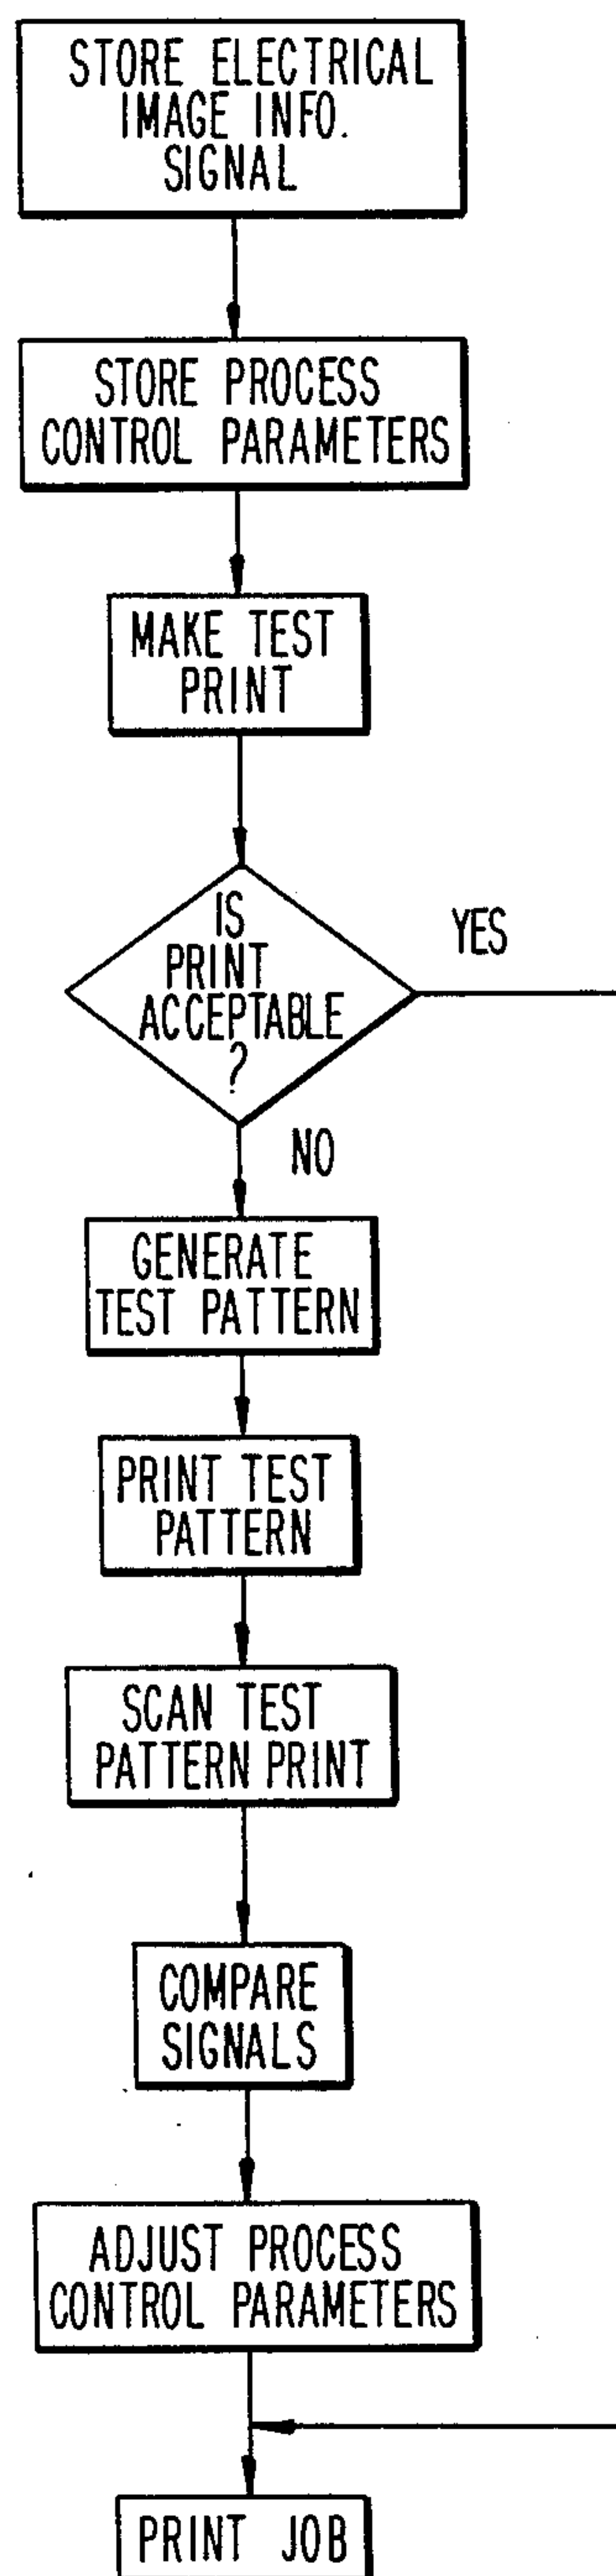 STORE ELECTRICAL
IMAGE INFO.
SIGNAL
STORE PROCESS
CONTROL PARAMETERS
MAKE TEST
PRINT
IS
PRINT
ACCEPTABLE
?
YES
NO
GENERATE
TEST PATTERN
PRINT TEST
PATTERN
SCAN TEST
PATTERN PRINT
COMPARE
SIGNALS
ADJUST PROCESS
CONTROL PARAMETERS
PRINT JOB